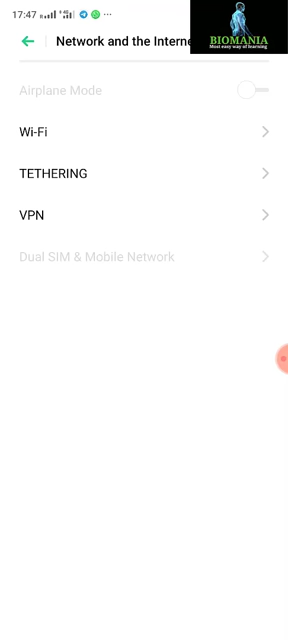 17:47
4G
Network and the Interne
BIOMANIA
Most easy way of learning
Airplane Mode
Wi-Fi
TETHERING
VPN
Dual SIM & Mobile Network